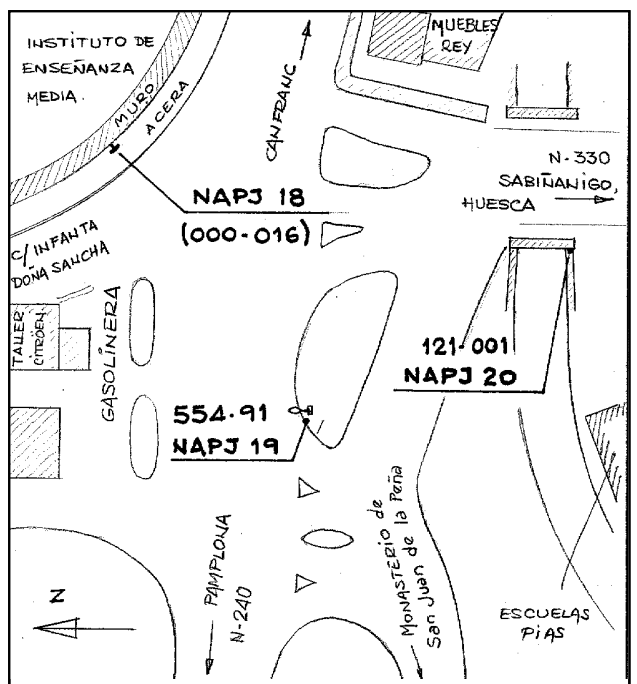 INSTITUTO DE
ENSEÑANZA
MEDIA.
MURO
ACERA
CANFRANC
MUEBLES
REY
N-330
SABIÑANIGO,
HUESCA
NAPJ 18
(000-016)
C/INFANTA
DOÑA SANCHA
TALLER
CITRÖEN.
GASOLINERA
121-001
NAPJ 20
554-91
NAPJ 19
PAMPLONA
N-240
MONASTERIO de
San Juan de la Peña
N
ESCUELAS
PIAS